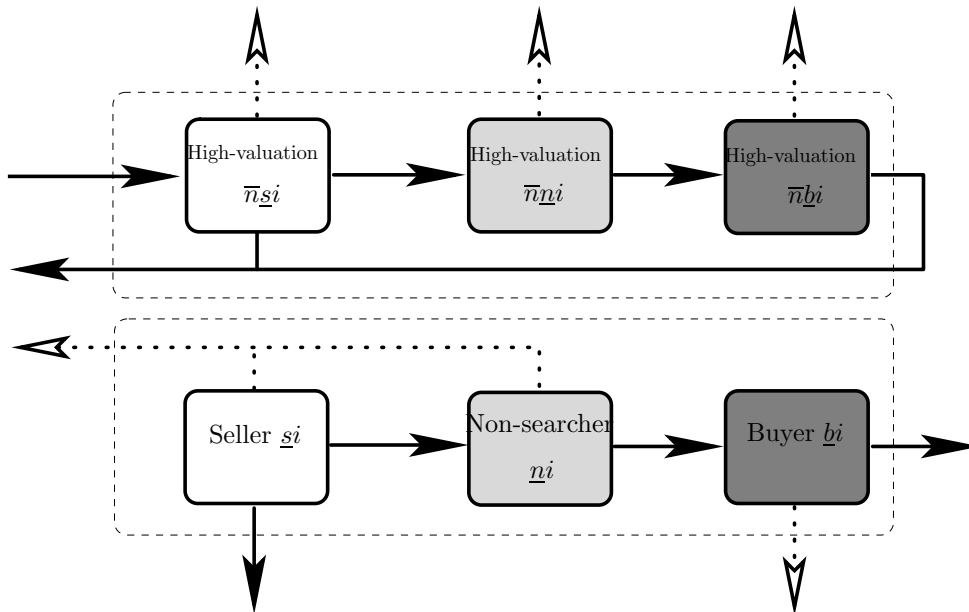 High-valuation
n̅s̲i
High-valuation
n̅n̲i
High-valuation
n̅b̲i
Seller s̲i
Non-searcher
n̲i
Buyer b̲i